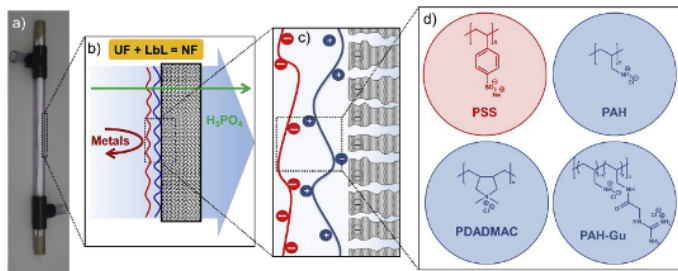 a)
b)
UF + LbL = NF
Metals
H₃PO₄
c)
d)
PSS
PAH
PDADMAC
PAH-Gu